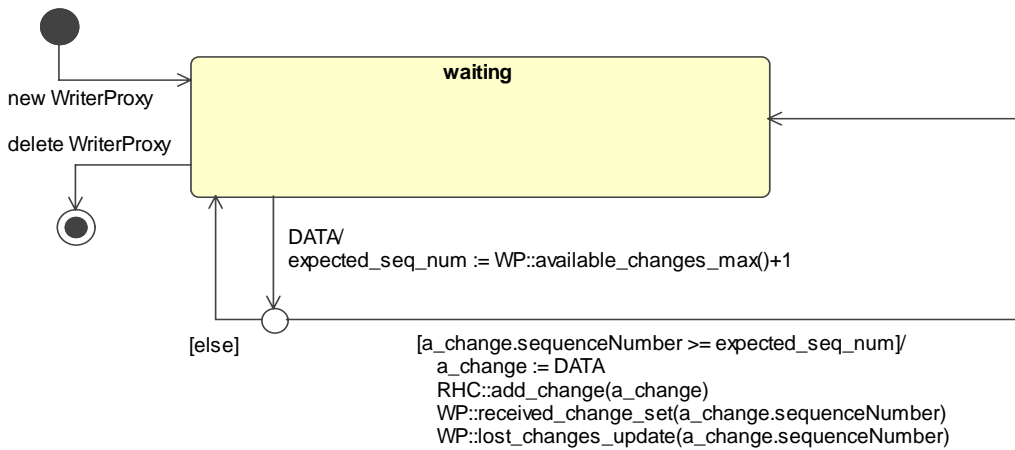 waiting
new WriterProxy
delete WriterProxy
DATA/
expected_seq_num := WP::available_changes_max()+1
[else]
[a_change.sequenceNumber >= expected_seq_num]/
a_change := DATA
RHC::add_change(a_change)
WP::received_change_set(a_change.sequenceNumber)
WP::lost_changes_update(a_change.sequenceNumber)